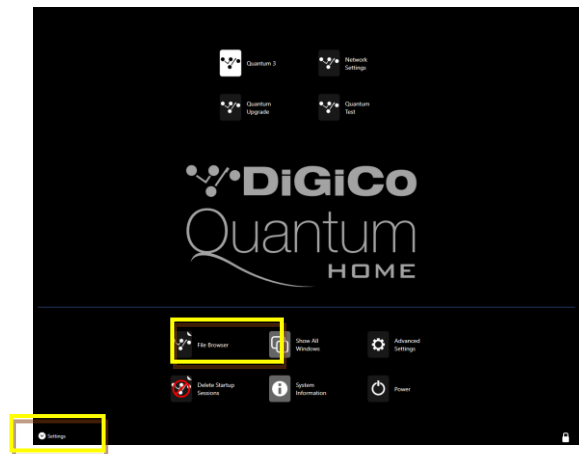 Quantum 3
Network
Settings
Quantum
Upgrade
Quantum
Test
DiGiCo
Quantum
HOME
File Browser
Show All
Windows
Advanced
Settings
Delete Startup
Sessions
System
Information
Power
Settings